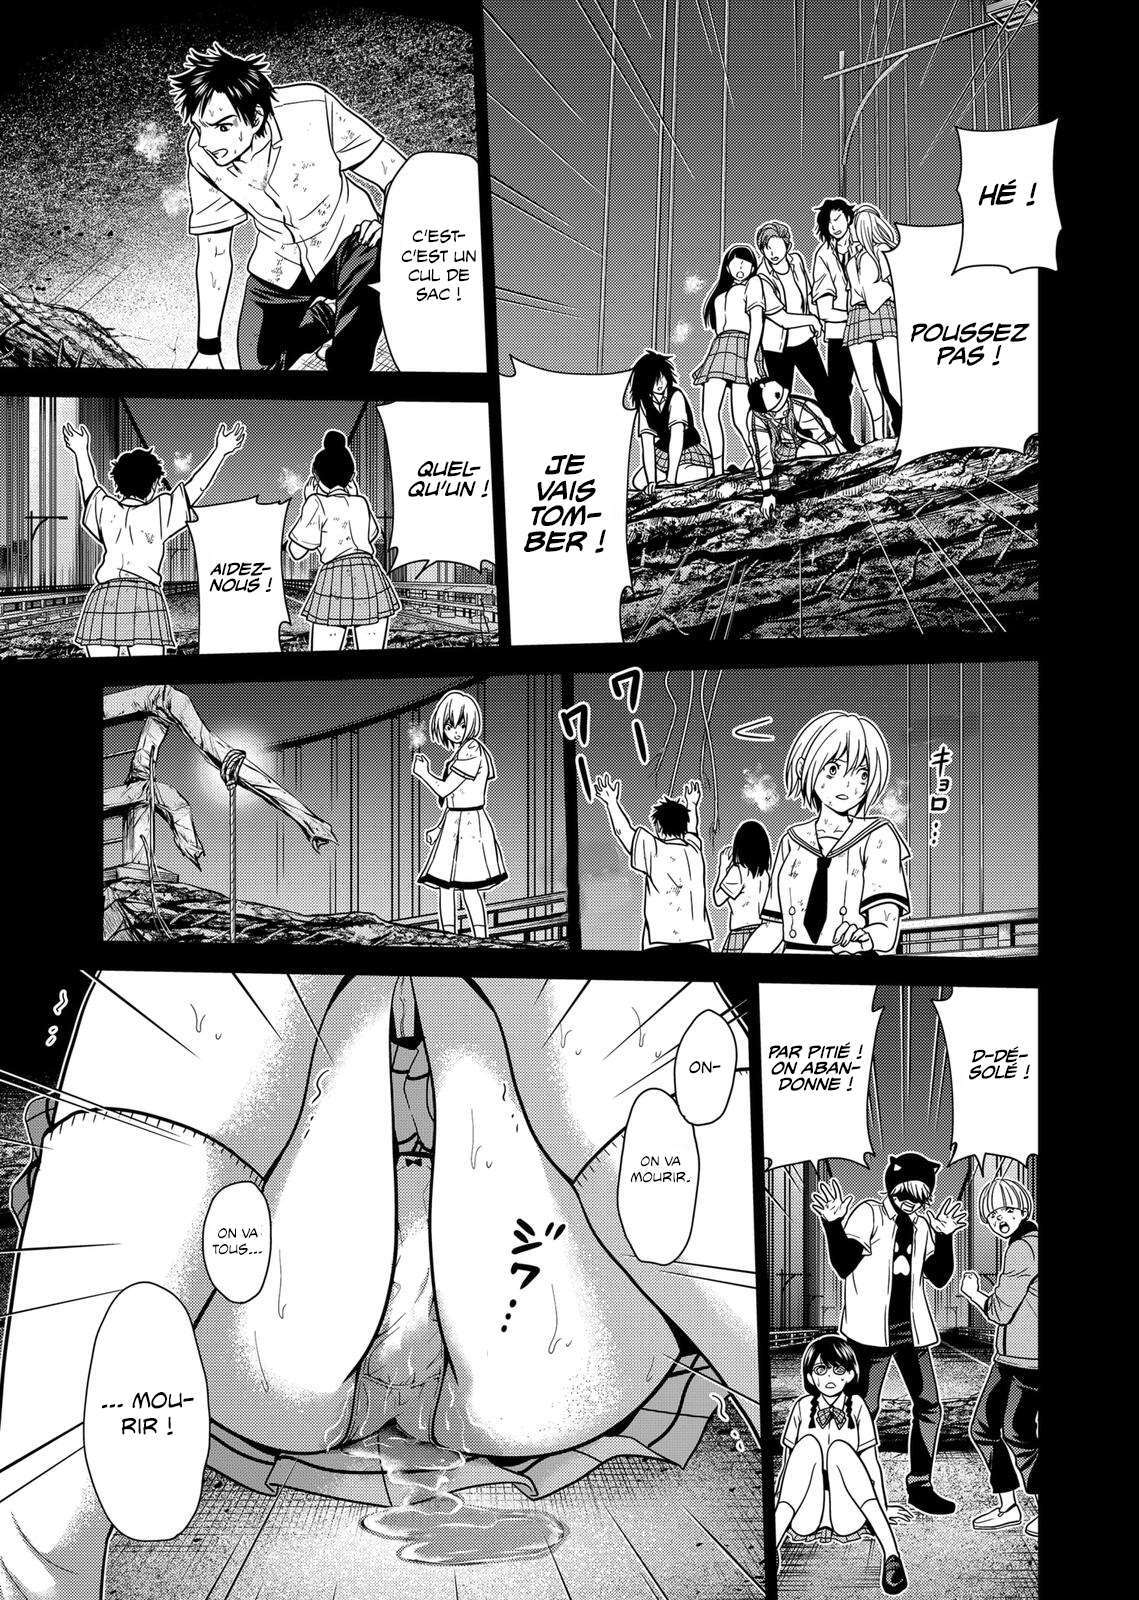 HÉ !
POUSSEZ
PAS !
JE
VAIS
TOM-
BER !
C'EST-
C'EST UN
CUL DE
SAC !
QUEL-
QU'UN !
AIDEZ-
NOUS !
キョロ…
ワー
ワー
D-DÉ-
SOLÉ !
PAR PITIÉ !
ON ABAN-
DONNE !
ON-
ON VA
MOURIR.
ON VA
TOUS...
ジワ…
... MOU-
RIR !